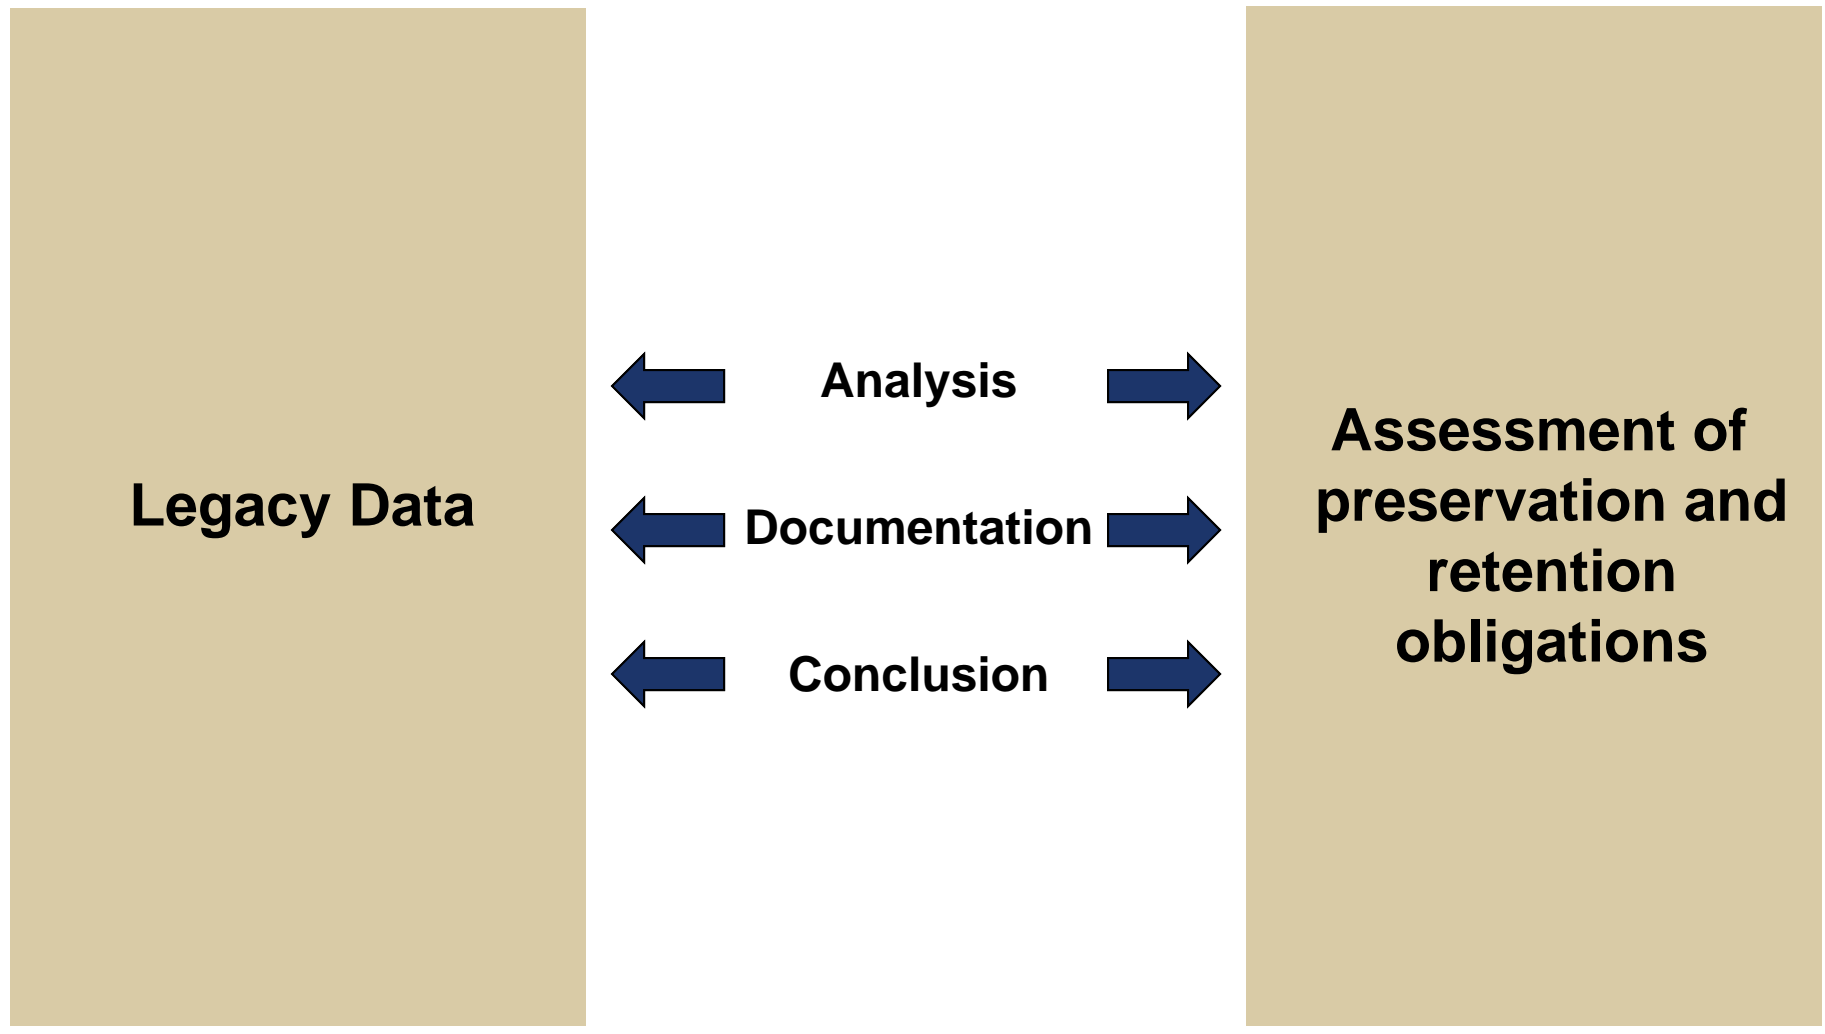 Legacy Data
Analysis
Documentation
Conclusion
Assessment of
preservation and
retention
obligations